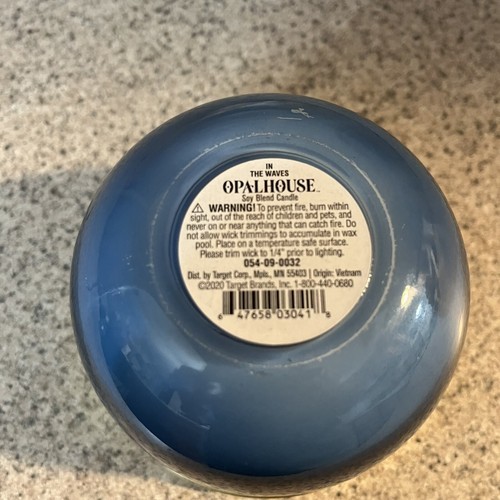 IN
THE WAVES
OPALHOUSE™
Soy Blend Candle
⚠ WARNING! To prevent fire, burn within
sight, out of the reach of children and pets, and
never on or near anything that can catch fire. Do
not allow wick trimmings to accumulate in wax
pool. Place on a temperature safe surface.
Please trim wick to 1/4" prior to lighting.
054-09-0032
Dist. by Target Corp., Mpls, MN 55403 | Origin: Vietnam
©2020 Target Brands, Inc. 1-800-440-0680
6 47658 03041 8